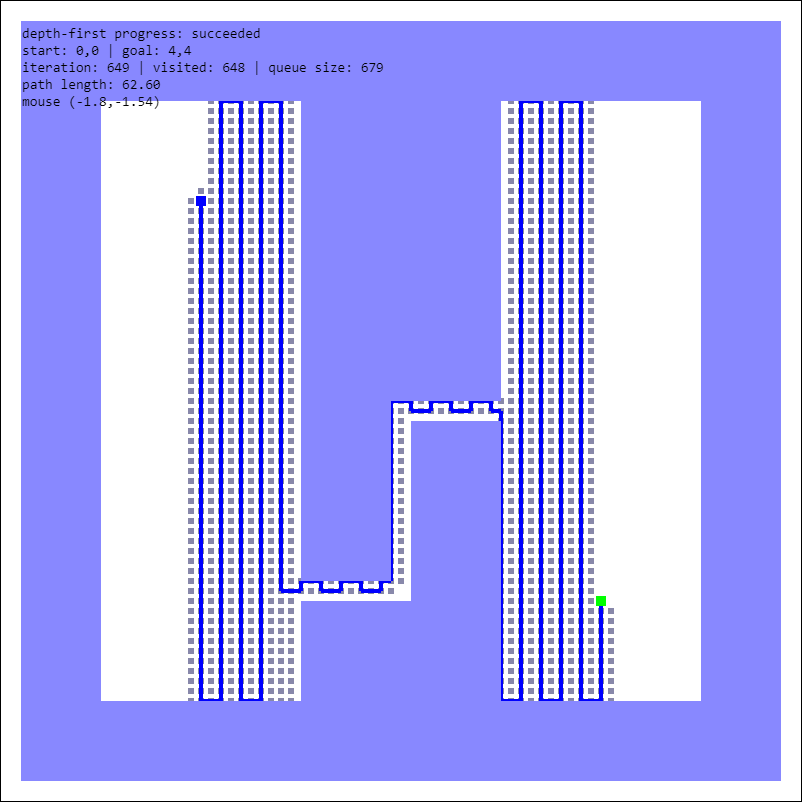 depth-first progress: succeeded
start: 0,0 | goal: 4,4
iteration: 649 | visited: 648 | queue size: 679
path length: 62.60
mouse (-1.8,-1.54)